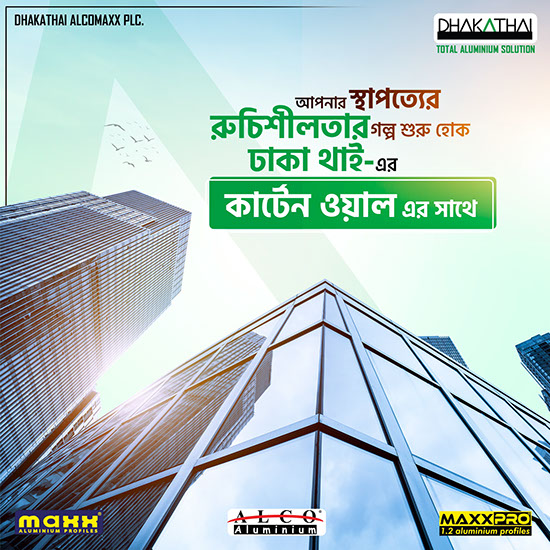 DHAKATHAI ALCOMAXX PLC.
DHAKATHAI
TOTAL ALUMINIUM SOLUTION
আপনার স্থাপত্যের
রুচিশীলতার গল্প শুরু হোক
ঢাকা থাই-এর
কার্টেন ওয়াল এর সাথে
maxx®
ALUMINIUM PROFILES
ALCO
Aluminium
MAXXPRO
1.2 aluminium profiles